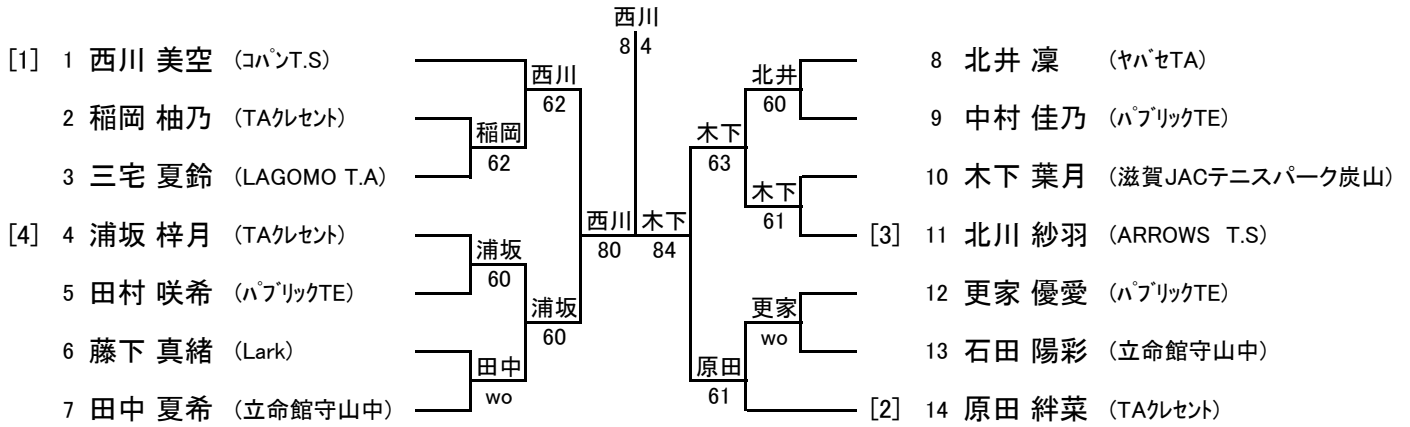 西川
8 4
[1] 1 西川 美空 (コパンT.S)
8 北井 凜 (ヤバセTA)
西川
62
北井
60
2 稲岡 柚乃 (TAクレセント)
9 中村 佳乃 (パブリックTE)
稲岡
62
木下
63
3 三宅 夏鈴 (LAGOMO T.A)
10 木下 葉月 (滋賀JACテニスパーク炭山)
木下
61
西川 木下
80 84
[4] 4 浦坂 梓月 (TAクレセント)
[3] 11 北川 紗羽 (ARROWS T.S)
浦坂
60
5 田村 咲希 (パブリックTE)
12 更家 優愛 (パブリックTE)
浦坂
60
更家
wo
6 藤下 真緒 (Lark)
13 石田 陽彩 (立命館守山中)
田中
wo
原田
61
7 田中 夏希 (立命館守山中)
[2] 14 原田 絆菜 (TAクレセント)